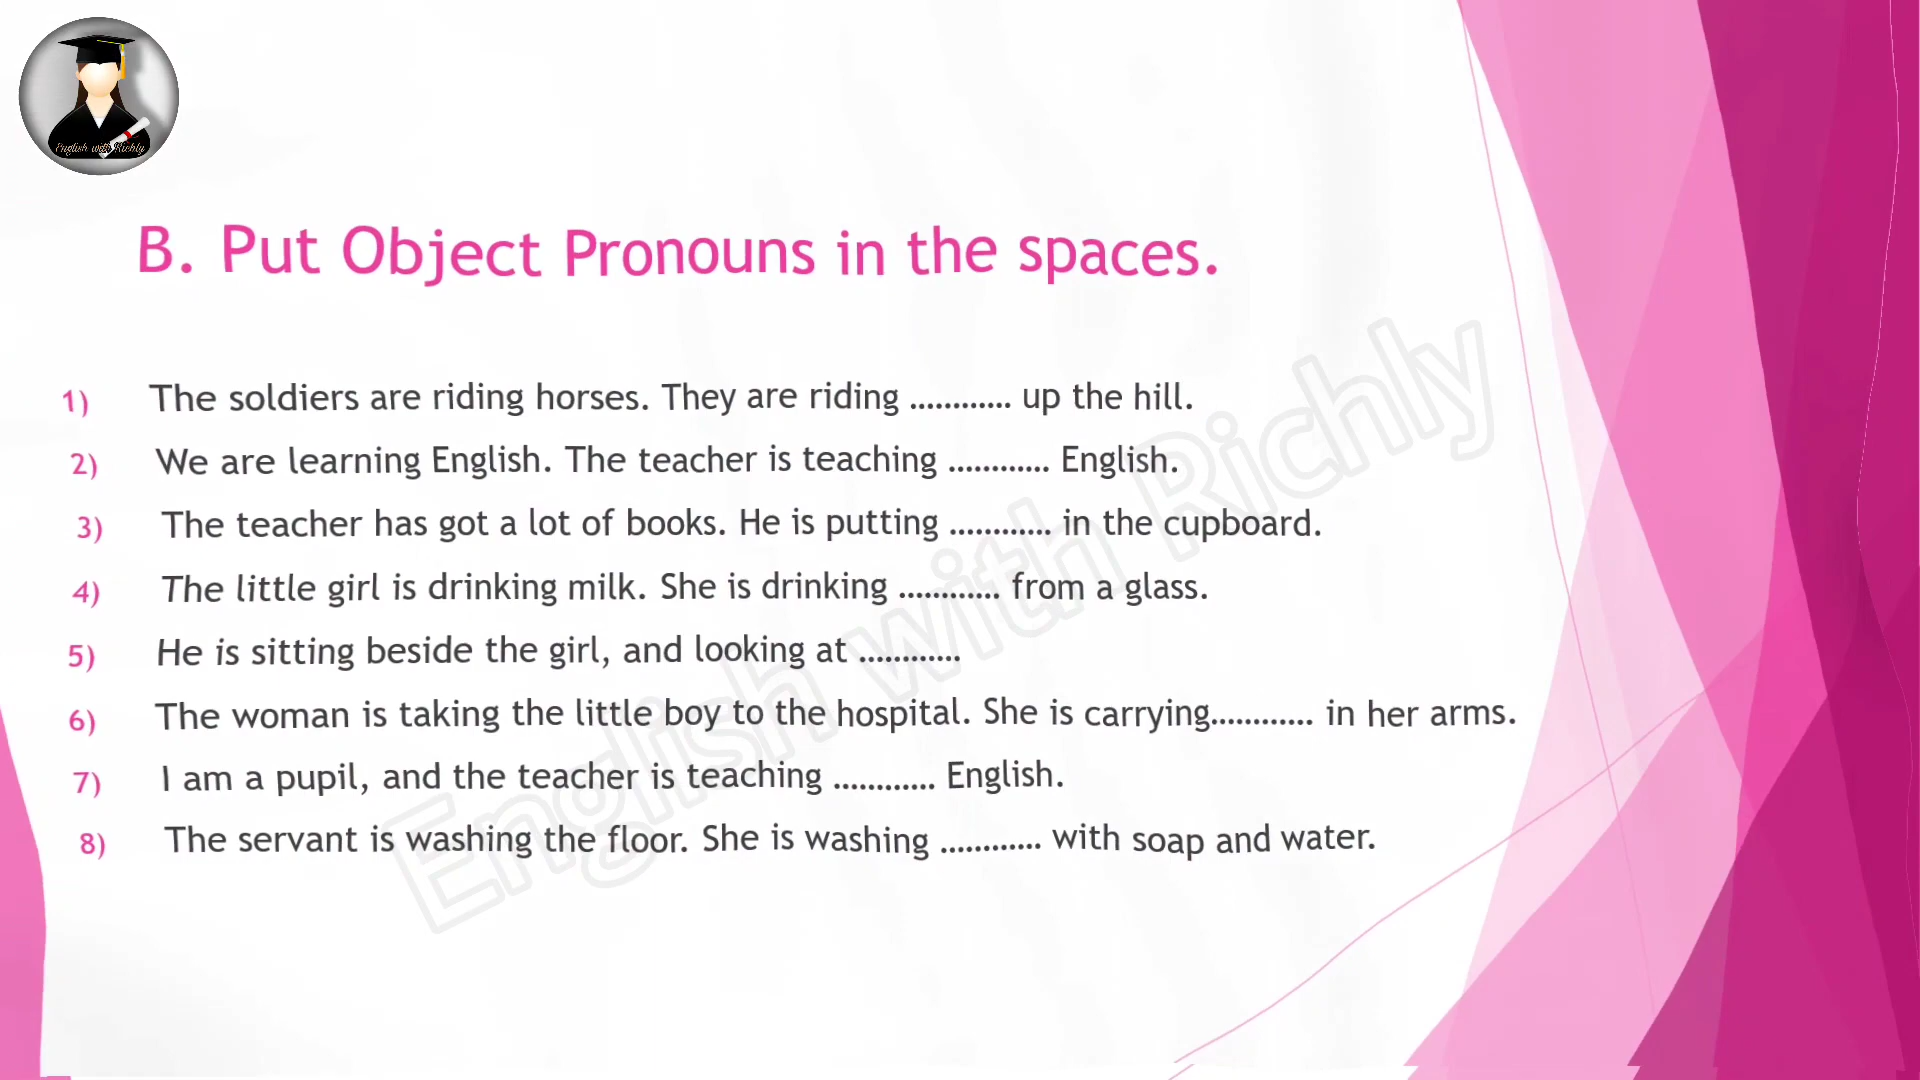 English with Richly
B. Put Object Pronouns in the spaces.
1) The soldiers are riding horses. They are riding ............ up the hill.
2) We are learning English. The teacher is teaching ............ English.
3) The teacher has got a lot of books. He is putting ............ in the cupboard.
4) The little girl is drinking milk. She is drinking ............ from a glass.
5) He is sitting beside the girl, and looking at ............
6) The woman is taking the little boy to the hospital. She is carrying............ in her arms.
7) I am a pupil, and the teacher is teaching ............ English.
8) The servant is washing the floor. She is washing ............ with soap and water.
English with Richly